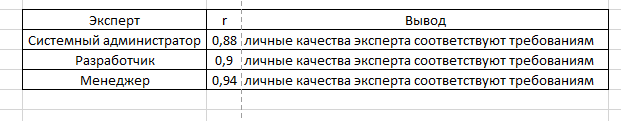 Эксперт r Вывод
Системный администратор 0,88 личные качества эксперта соответствуют требованиям
Разработчик 0,9 личные качества эксперта соответствуют требованиям
Менеджер 0,94 личные качества эксперта соответствуют требованиям